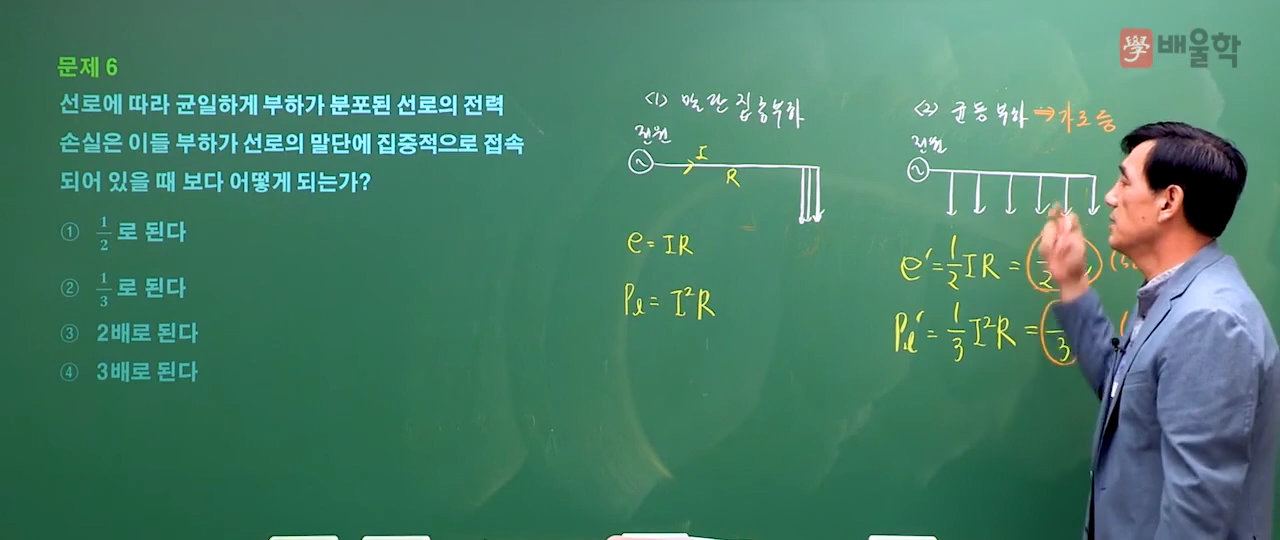 學 배울학
문제 6
선로에 따라 균일하게 부하가 분포된 선로의 전력
손실은 이들 부하가 선로의 말단에 집중적으로 접속
되어 있을 때 보다 어떻게 되는가?
① 1/2 로 된다
② 1/3 로 된다
③ 2배로 된다
④ 3배로 된다
<1> 말단 집중부하
전원
I
R
e = IR
Pℓ = I²R
<2> 균등 부하 ⇒ 가로등
전원
e' = 1/2 IR =
Pℓ' = 1/3 I²R =